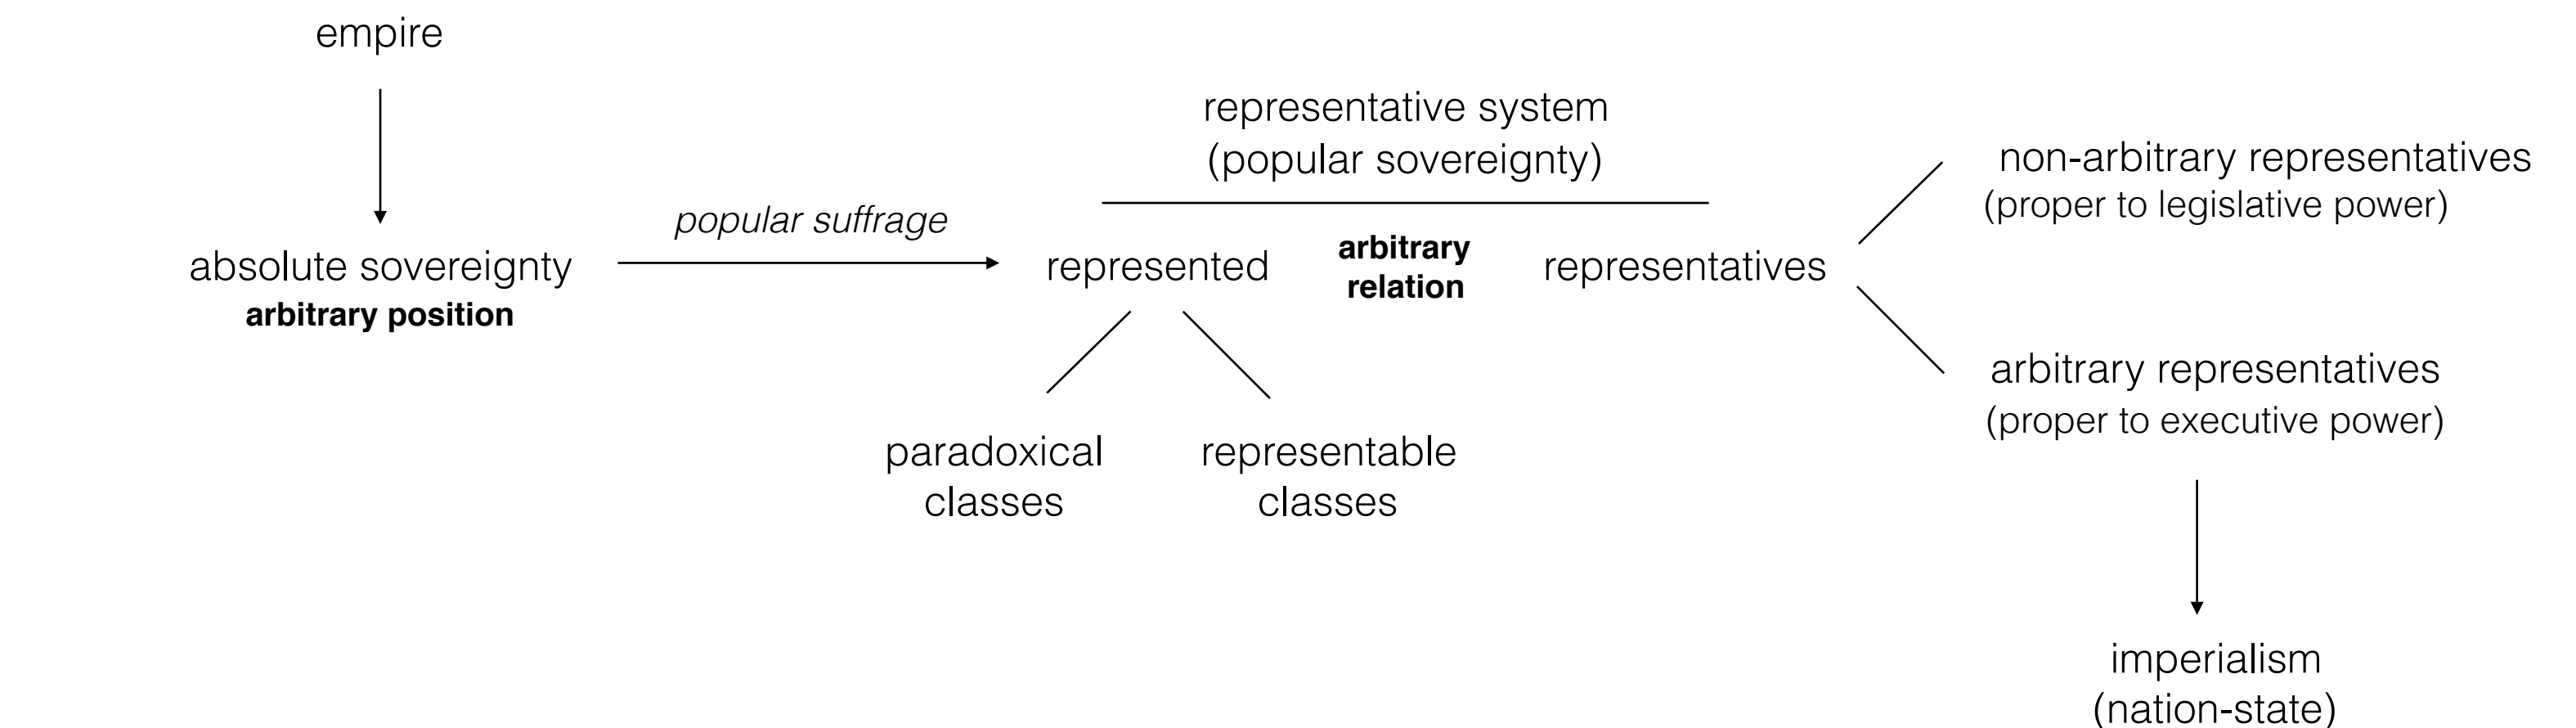 empire
representative system
(popular sovereignty)
non-arbitrary representatives
(proper to legislative power)
popular suffrage
absolute sovereignty
arbitrary position
represented
arbitrary
relation
representatives
arbitrary representatives
(proper to executive power)
paradoxical
classes
representable
classes
imperialism
(nation-state)